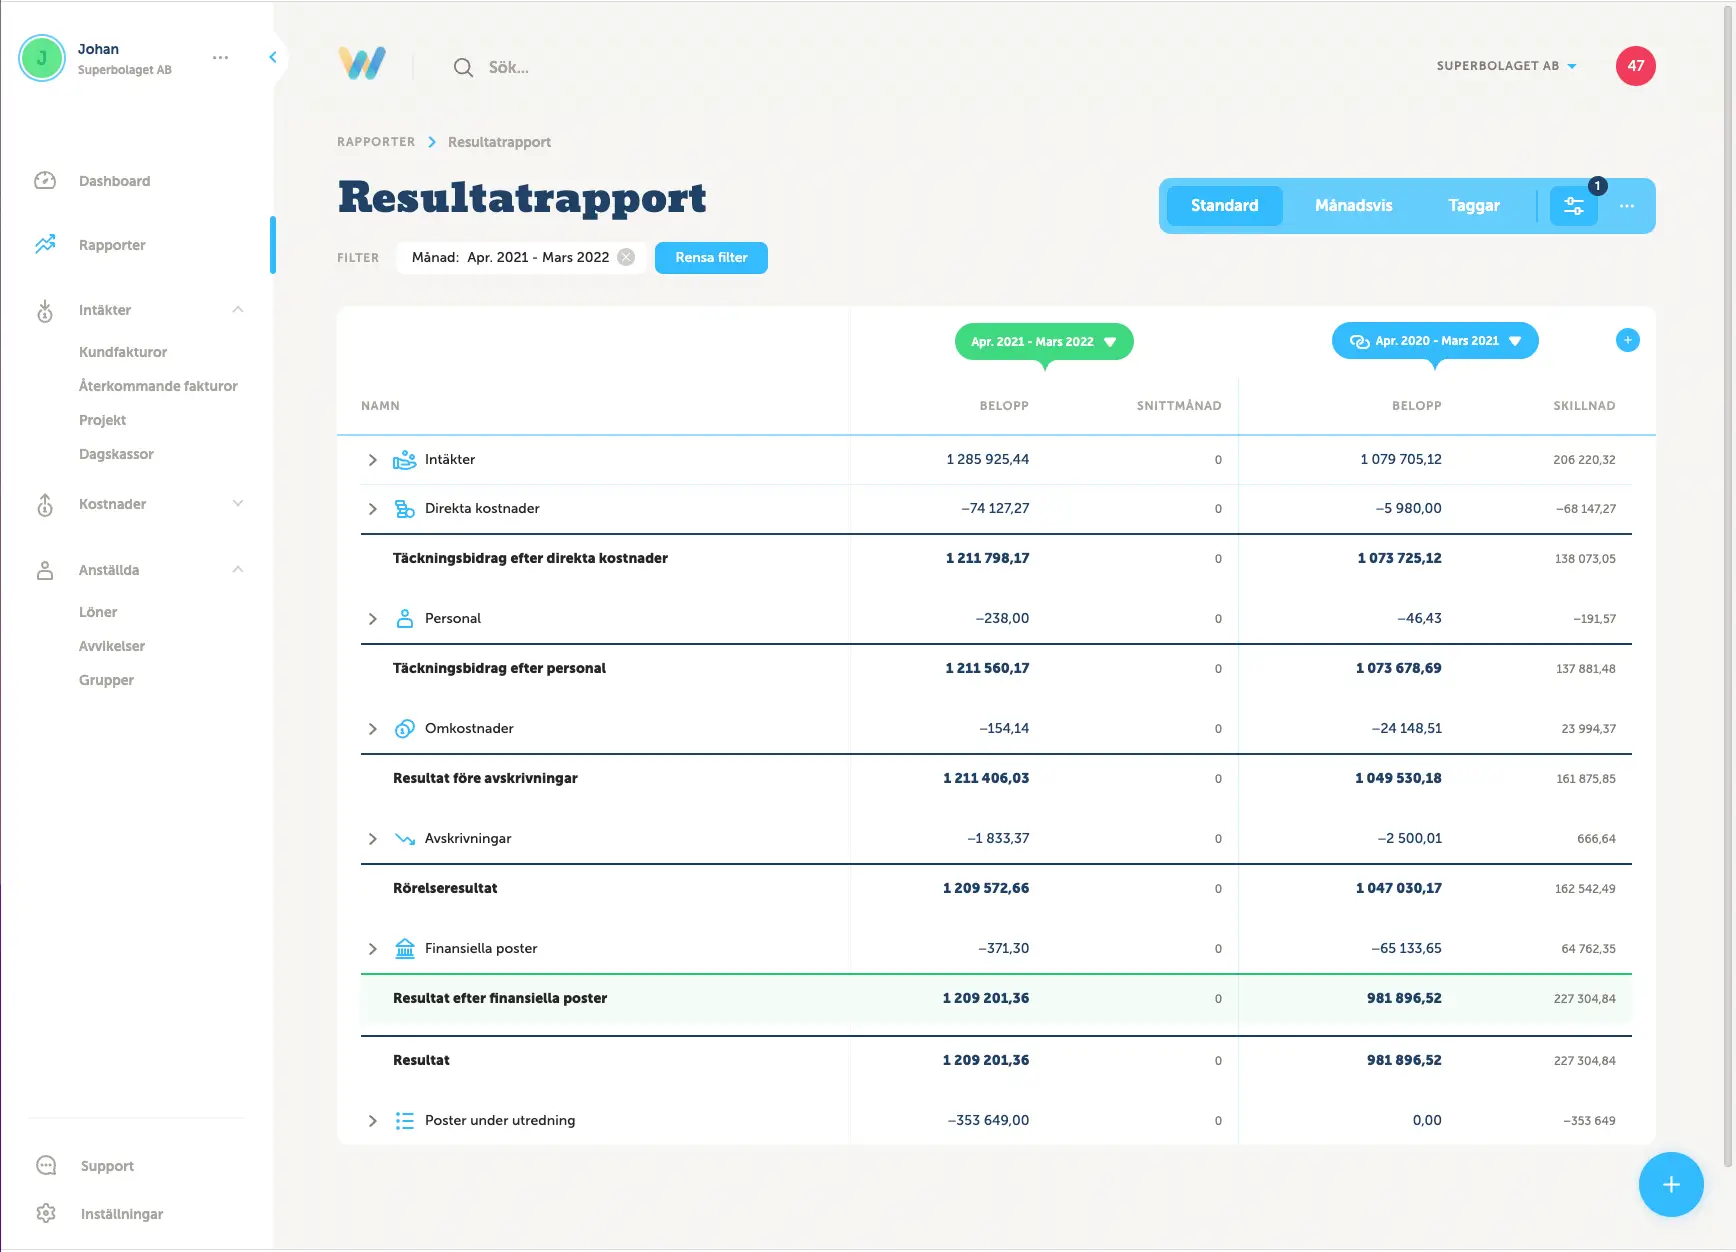 J
Johan
Superbolaget AB
Dashboard
Rapporter
Intäkter
Kundfakturor
Återkommande fakturor
Projekt
Dagskassor
Kostnader
Anställda
Löner
Avvikelser
Grupper
Support
Inställningar
W
Sök...
SUPERBOLAGET AB
47
RAPPORTER Resultatrapport
Resultatrapport
Standard Månadsvis Taggar 1 ...
FILTER Månad: Apr. 2021 - Mars 2022 Rensa filter
Apr. 2021 - Mars 2022 Apr. 2020 - Mars 2021 +
NAMN BELOPP SNITTMÅNAD BELOPP SKILLNAD
Intäkter 1 285 925,44 0 1 079 705,12 206 220,32
Direkta kostnader −74 127,27 0 −5 980,00 −68 147,27
Täckningsbidrag efter direkta kostnader 1 211 798,17 0 1 073 725,12 138 073,05
Personal −238,00 0 −46,43 −191,57
Täckningsbidrag efter personal 1 211 560,17 0 1 073 678,69 137 881,48
Omkostnader −154,14 0 −24 148,51 23 994,37
Resultat före avskrivningar 1 211 406,03 0 1 049 530,18 161 875,85
Avskrivningar −1 833,37 0 −2 500,01 666,64
Rörelseresultat 1 209 572,66 0 1 047 030,17 162 542,49
Finansiella poster −371,30 0 −65 133,65 64 762,35
Resultat efter finansiella poster 1 209 201,36 0 981 896,52 227 304,84
Resultat 1 209 201,36 0 981 896,52 227 304,84
Poster under utredning −353 649,00 0 0,00 −353 649
+